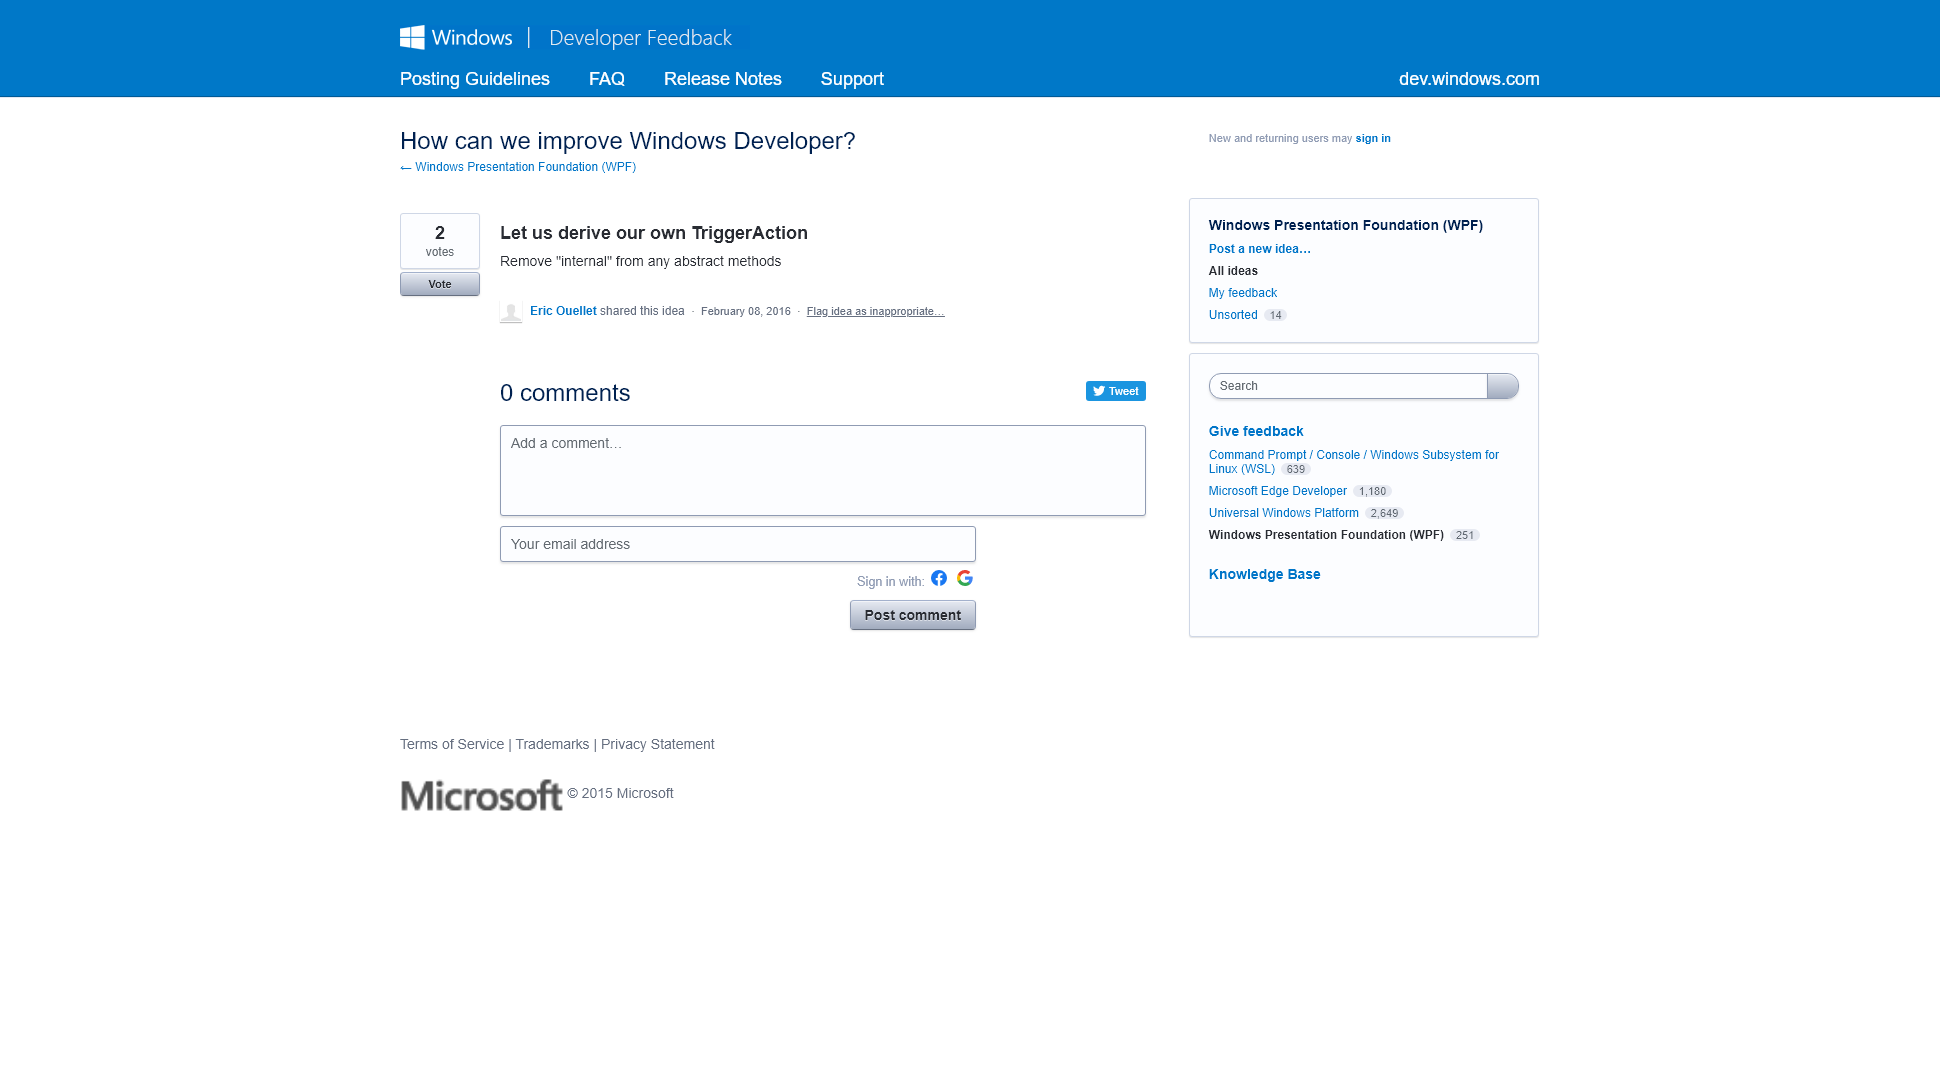 Windows | Developer Feedback
Posting Guidelines FAQ Release Notes Support dev.windows.com
How can we improve Windows Developer?
← Windows Presentation Foundation (WPF)
New and returning users may sign in
2
votes
Vote
Let us derive our own TriggerAction
Remove "internal" from any abstract methods
Eric Ouellet shared this idea · February 08, 2016 · Flag idea as inappropriate…
0 comments
Tweet
Add a comment…
Your email address
Sign in with:
Post comment
Windows Presentation Foundation (WPF)
Post a new idea…
All ideas
My feedback
Unsorted 14
Search
Give feedback
Command Prompt / Console / Windows Subsystem for
Linux (WSL) 639
Microsoft Edge Developer 1,180
Universal Windows Platform 2,649
Windows Presentation Foundation (WPF) 251
Knowledge Base
Terms of Service | Trademarks | Privacy Statement
Microsoft © 2015 Microsoft